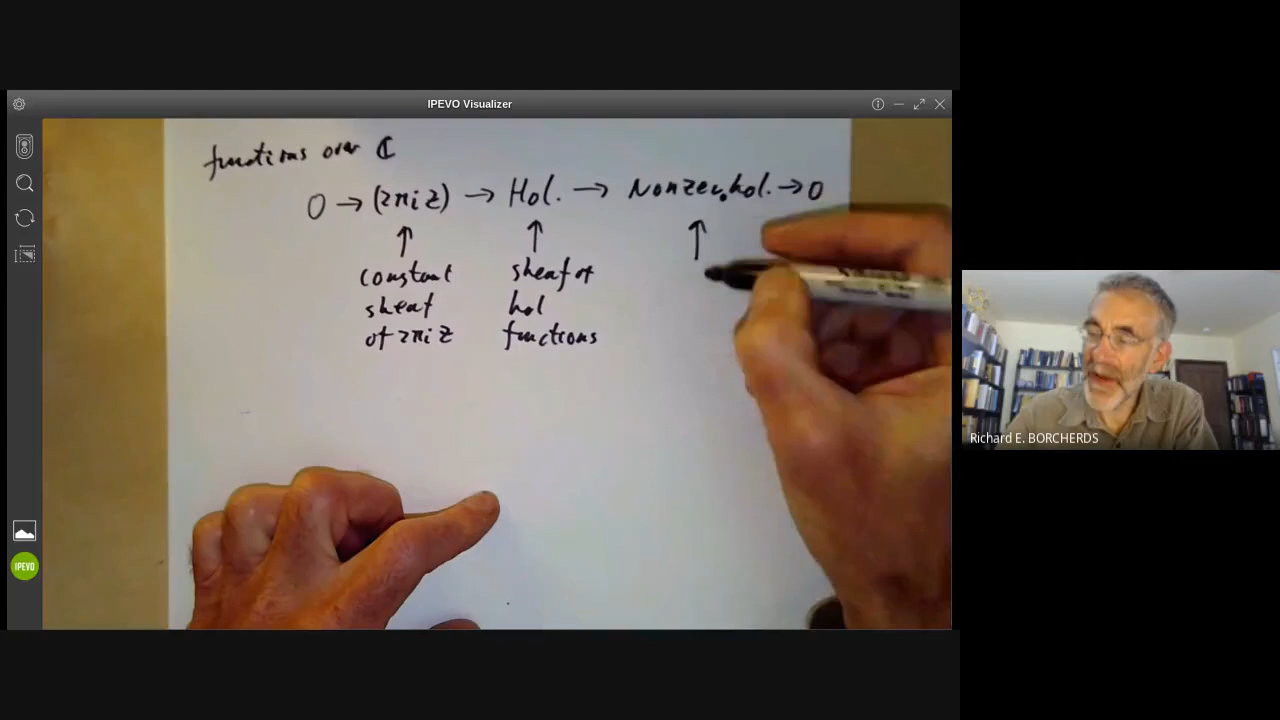 IPEVO Visualizer
functions over ℂ
0 → (2πiℤ) → Hol. → Nonzero hol. → 0
↑ ↑ ↑
constant sheaf of
sheaf hol
of 2πiℤ functions
IPEVO
Richard E. BORCHERDS